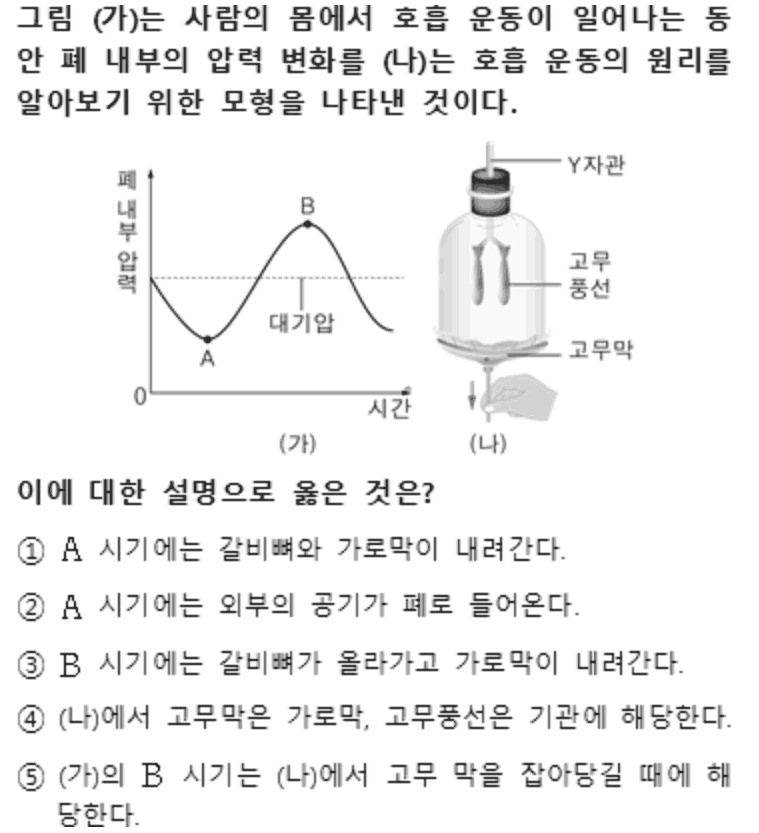 그림 (가)는 사람의 몸에서 호흡 운동이 일어나는 동
안 폐 내부의 압력 변화를 (나)는 호흡 운동의 원리를
알아보기 위한 모형을 나타낸 것이다.
폐 내부 압력
B
대기압
A
0
시간
(가)
Y자관
고무
풍선
고무막
(나)
이에 대한 설명으로 옳은 것은?
① A 시기에는 갈비뼈와 가로막이 내려간다.
② A 시기에는 외부의 공기가 폐로 들어온다.
③ B 시기에는 갈비뼈가 올라가고 가로막이 내려간다.
④ (나)에서 고무막은 가로막, 고무풍선은 기관에 해당한다.
⑤ (가)의 B 시기는 (나)에서 고무 막을 잡아당길 때에 해
당한다.